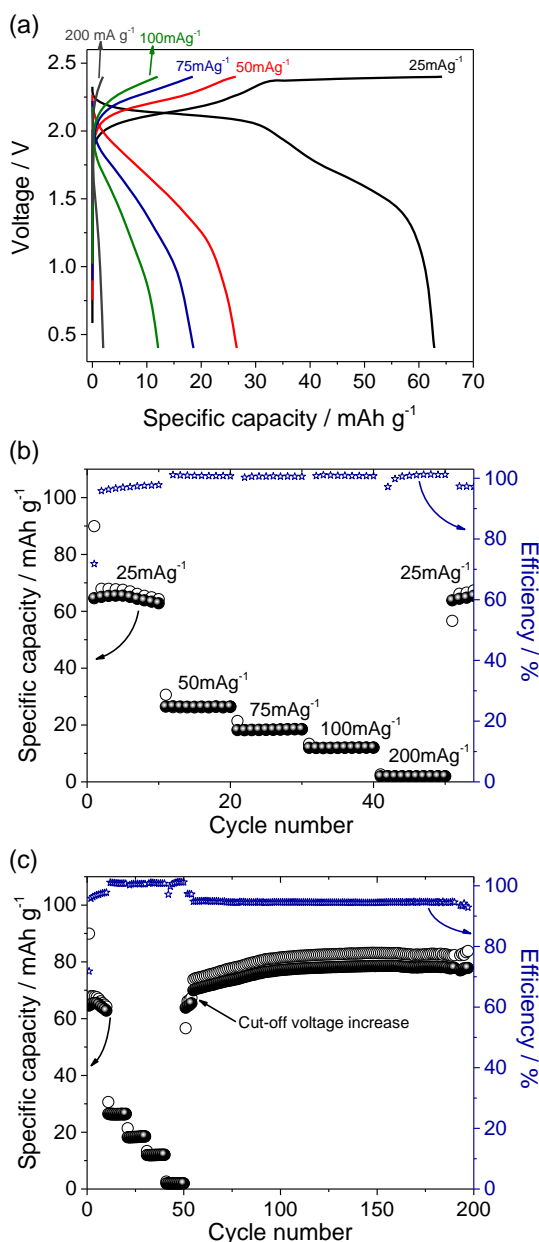 (a)
200 mA g-1
100mAg-1
75mAg-1
50mAg-1
25mAg-1
2.5
2.0
1.5
1.0
0.5
Voltage / V
0 10 20 30 40 50 60 70
Specific capacity / mAh g-1
(b)
100
80
60
40
20
0
Specific capacity / mAh g-1
25mAg-1
50mAg-1
75mAg-1
100mAg-1
200mAg-1
25mAg-1
100
80
60
40
20
0
Efficiency / %
0 20 40
Cycle number
(c)
100
80
60
40
20
0
Specific capacity / mAh g-1
Cut-off voltage increase
100
80
60
40
20
0
Efficiency / %
0 50 100 150 200
Cycle number